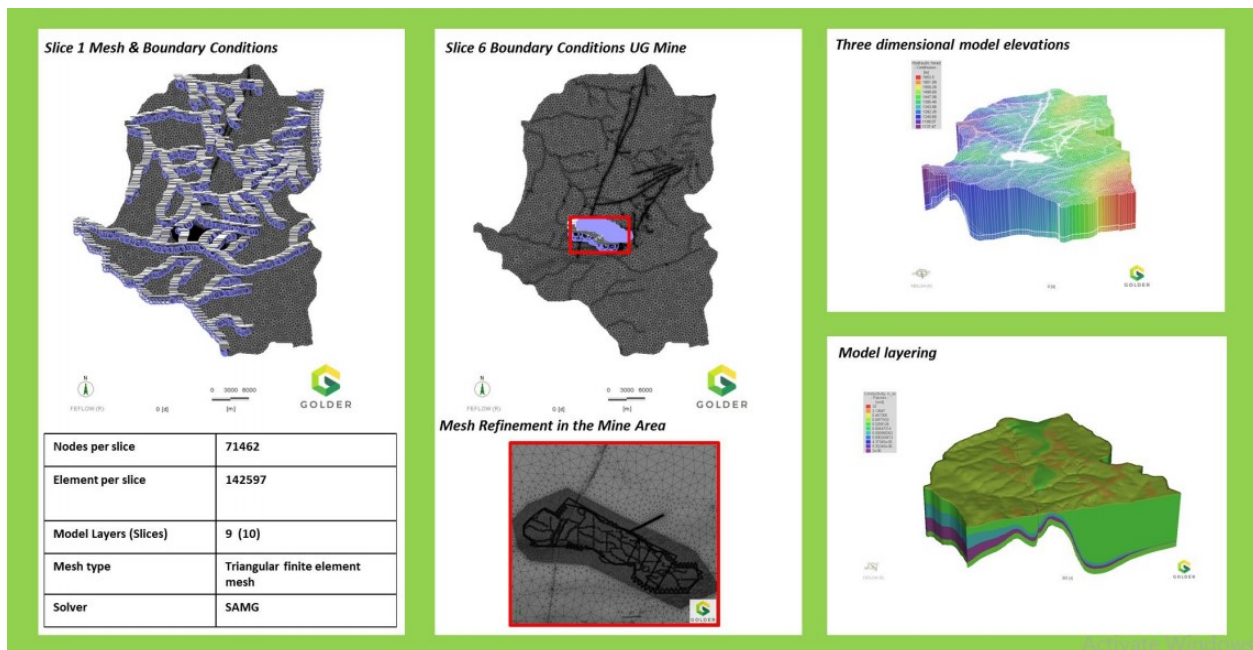 Slice 1 Mesh & Boundary Conditions
N
FEFLOW (R)
0 [d]
0 3000 6000
[m]
GOLDER
Nodes per slice 71462
Element per slice 142597
Model Layers (Slices) 9 (10)
Mesh type Triangular finite element
mesh
Solver SAMG
Slice 6 Boundary Conditions UG Mine
N
FEFLOW (R)
0 [d]
0 3000 6000
[m]
GOLDER
Mesh Refinement in the Mine Area
GOLDER
Three dimensional model elevations
GOLDER
Model layering
GOLDER
Activate Windows